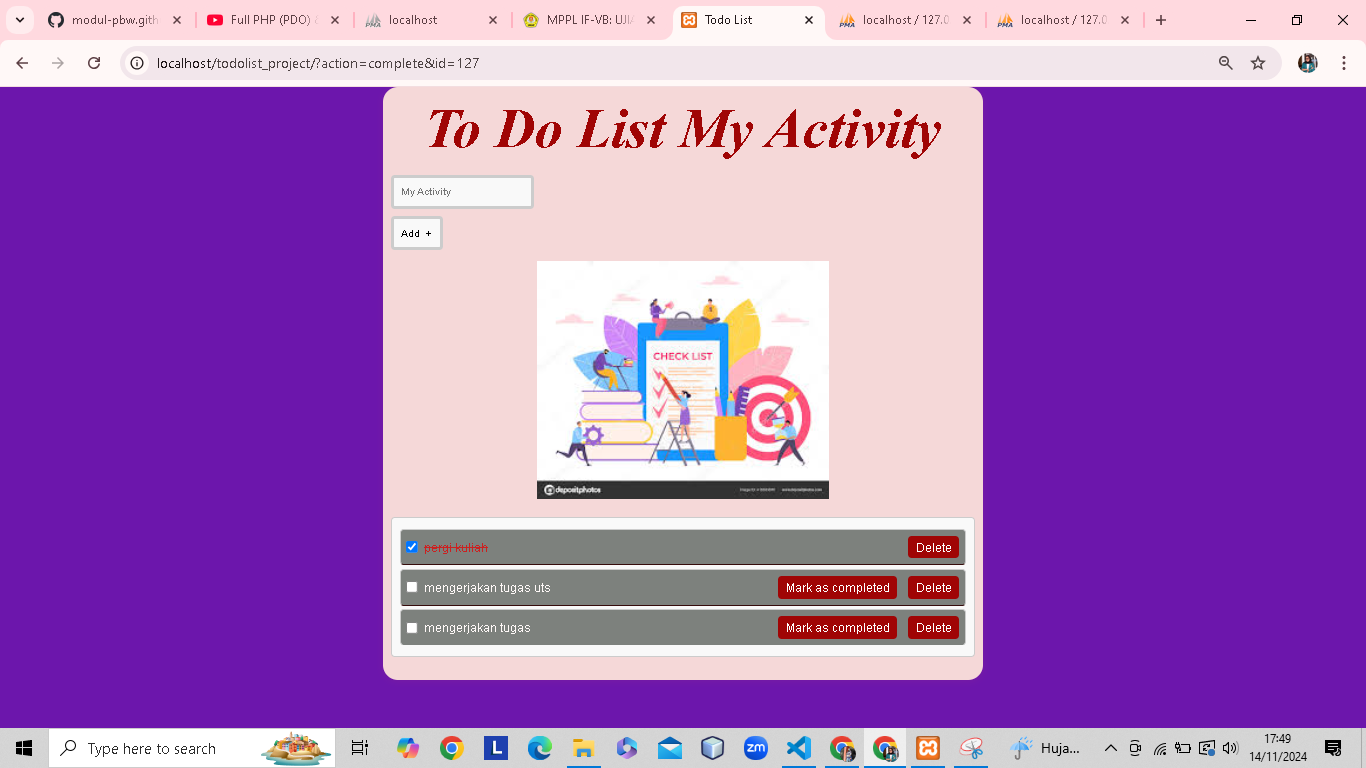 modul-pbw.gith
Full PHP (PDO)
localhost
MPPL IF-VB: UJI
Todo List
localhost / 127.0
localhost / 127.0
localhost/todolist_project/?action=complete&id=127
To Do List My Activity
My Activity
Add +
CHECK LIST
depositphotos
pergi kuliah
Delete
mengerjakan tugas uts
Mark as completed
Delete
mengerjakan tugas
Mark as completed
Delete
Type here to search
L
zm
Huja...
17:49
14/11/2024